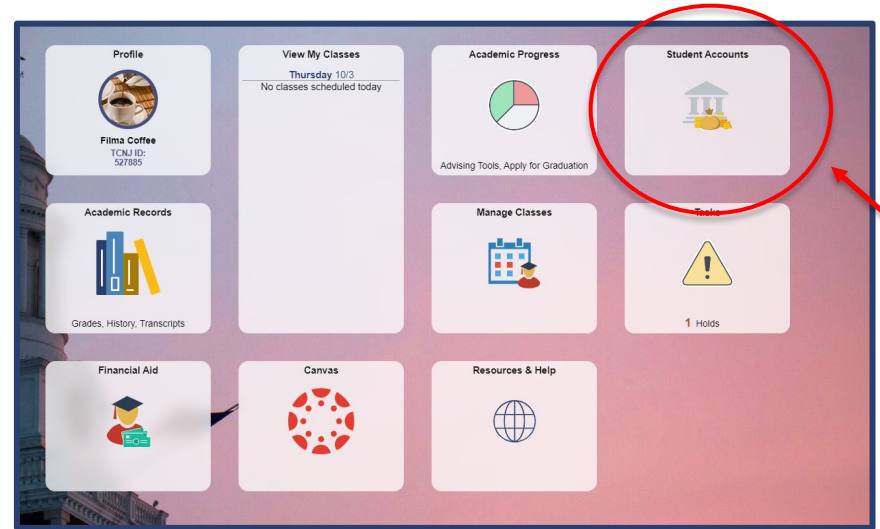 Profile
Filma Coffee
TCNJ ID:
527885
View My Classes
Thursday 10/3
No classes scheduled today
Academic Progress
Advising Tools, Apply for Graduation
Student Accounts
Academic Records
Grades, History, Transcripts
Manage Classes
Tasks
1 Holds
Financial Aid
Canvas
Resources & Help